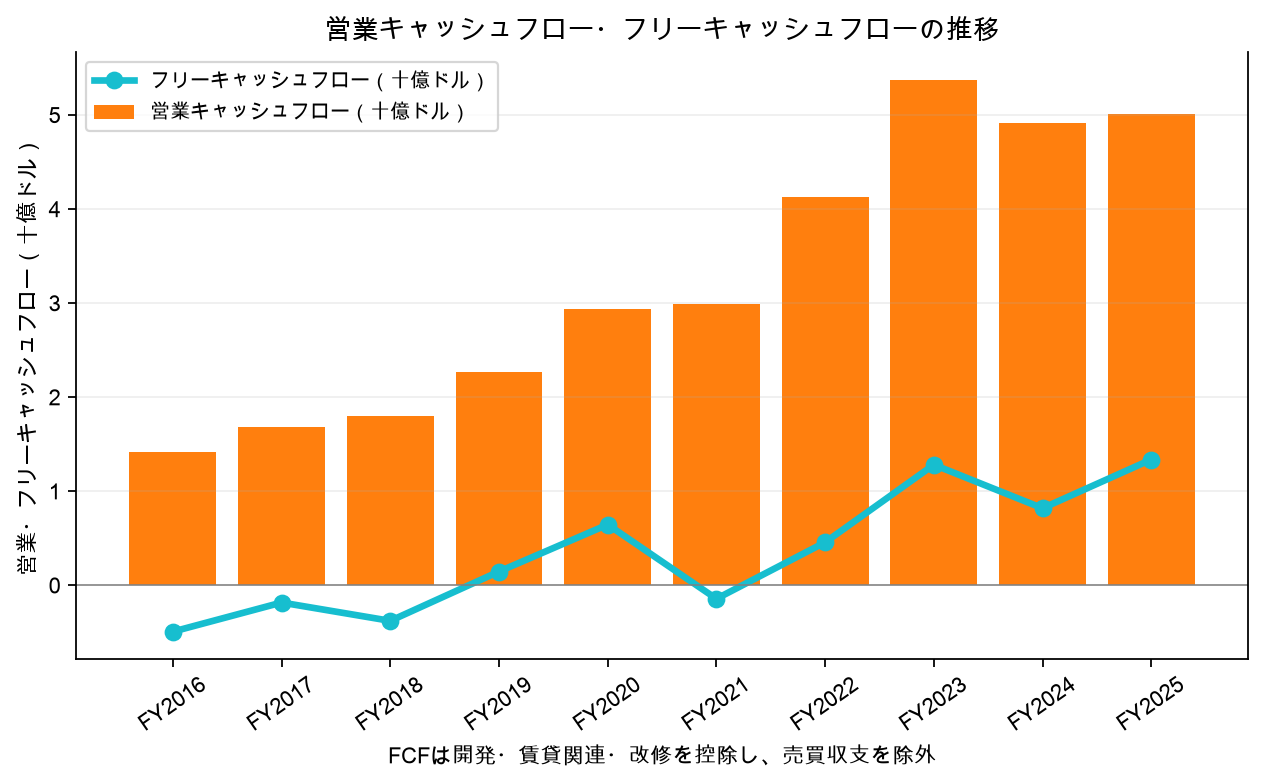 営業キャッシュフロー・フリーキャッシュフローの推移
フリーキャッシュフロー(十億ドル)
営業キャッシュフロー(十億ドル)
営業・フリーキャッシュフロー(十億ドル)
5
4
3
2
1
0
FY2016
FY2017
FY2018
FY2019
FY2020
FY2021
FY2022
FY2023
FY2024
FY2025
FCFは開発・賃貸関連・改修を控除し、売買収支を除外